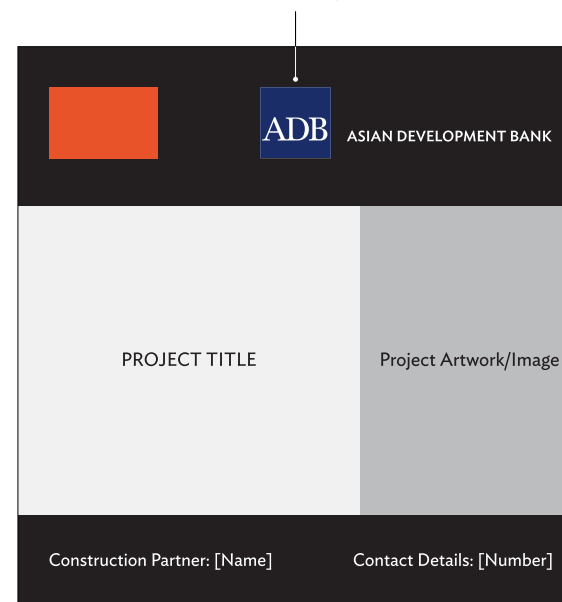 ADB
ASIAN DEVELOPMENT BANK
PROJECT TITLE
Project Artwork/Image
Construction Partner: [Name]
Contact Details: [Number]